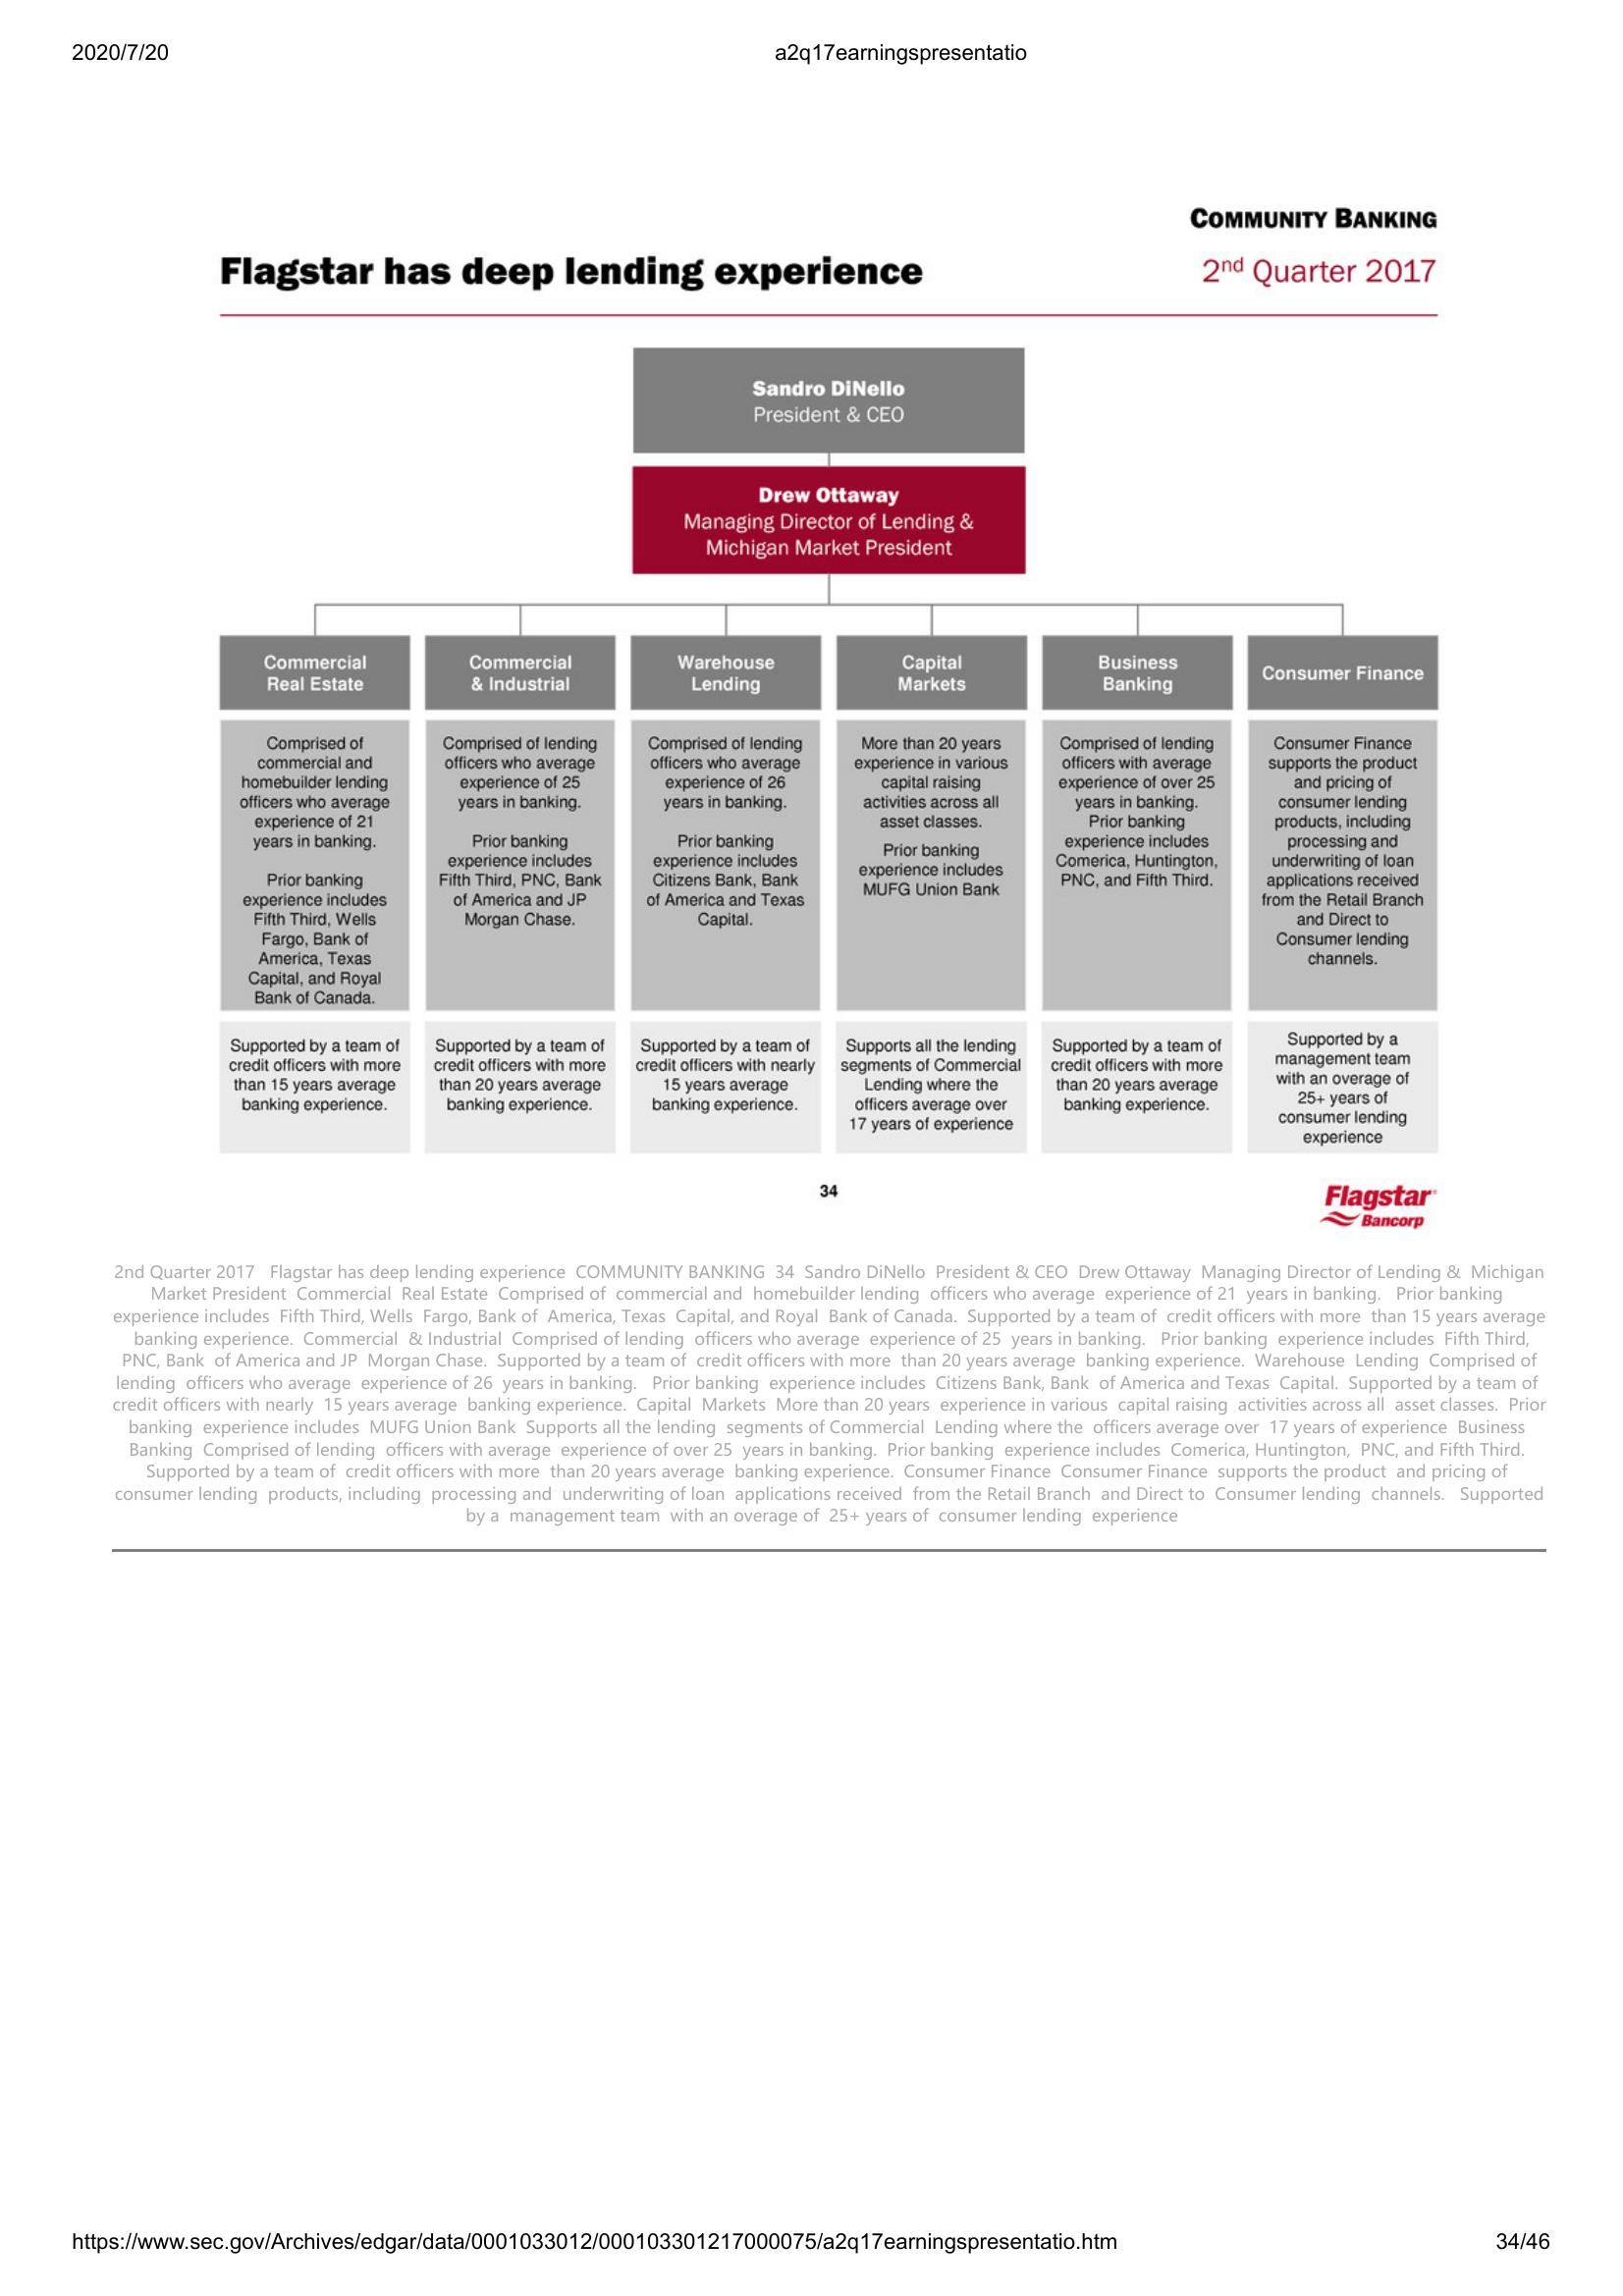 2020/7/20
a2q17earningspresentatio
COMMUNITY BANKING
Flagstar has deep lending experience
2nd Quarter 2017
Sandro DiNello
President & CEO
Drew Ottaway
Managing Director of Lending &
Michigan Market President
Commercial
Real Estate
Comprised of
commercial and
homebuilder lending
officers who average
experience of 21
years in banking.
Prior banking
experience includes
Fifth Third, Wells
Fargo, Bank of
America, Texas
Capital, and Royal
Bank of Canada.
Supported by a team of
credit officers with more
than 15 years average
banking experience.
Commercial
& Industrial
Comprised of lending
officers who average
experience of 25
years in banking.
Prior banking
experience includes
Fifth Third, PNC, Bank
of America and JP
Morgan Chase.
Supported by a team of
credit officers with more
than 20 years average
banking experience.
Warehouse
Lending
Comprised of lending
officers who average
experience of 26
years in banking.
Prior banking
experience includes
Citizens Bank, Bank
of America and Texas
Capital.
Supported by a team of
credit officers with nearly
15 years average
banking experience.
Capital
Markets
More than 20 years
experience in various
capital raising
activities across all
asset classes.
Prior banking
experience includes
MUFG Union Bank
Supports all the lending
segments of Commercial
Lending where the
officers average over
17 years of experience
Business
Banking
Comprised of lending
officers with average
experience of over 25
years in banking.
Prior banking
experience includes
Comerica, Huntington,
PNC, and Fifth Third.
Supported by a team of
credit officers with more
than 20 years average
banking experience.
Consumer Finance
Consumer Finance
supports the product
and pricing of
consumer lending
products, including
processing and
underwriting of loan
applications received
from the Retail Branch
and Direct to
Consumer lending
channels.
Supported by a
management team
with an overage of
25+ years of
consumer lending
experience
34
Flagstar
Bancorp
2nd Quarter 2017 Flagstar has deep lending experience COMMUNITY BANKING 34 Sandro DiNello President & CEO Drew Ottaway Managing Director of Lending & Michigan
Market President Commercial Real Estate Comprised of commercial and homebuilder lending officers who average experience of 21 years in banking. Prior banking
experience includes Fifth Third, Wells Fargo, Bank of America, Texas Capital, and Royal Bank of Canada. Supported by a team of credit officers with more than 15 years average
banking experience. Commercial & Industrial Comprised of lending officers who average experience of 25 years in banking. Prior banking experience includes Fifth Third,
PNC, Bank of America and JP Morgan Chase. Supported by a team of credit officers with more than 20 years average banking experience. Warehouse Lending Comprised of
lending officers who average experience of 26 years in banking. Prior banking experience includes Citizens Bank, Bank of America and Texas Capital. Supported by a team of
credit officers with nearly 15 years average banking experience. Capital Markets More than 20 years experience in various capital raising activities across all asset classes. Prior
banking experience includes MUFG Union Bank Supports all the lending segments of Commercial Lending where the officers average over 17 years of experience Business
Banking Comprised of lending officers with average experience of over 25 years in banking. Prior banking experience includes Comerica, Huntington, PNC, and Fifth Third.
Supported by a team of credit officers with more than 20 years average banking experience. Consumer Finance Consumer Finance supports the product and pricing of
consumer lending products, including processing and underwriting of loan applications received from the Retail Branch and Direct to Consumer lending channels. Supported
by a management team with an overage of 25+ years of consumer lending experience
https://www.sec.gov/Archives/edgar/data/0001033012/000103301217000075/a2q17earningspresentatio.htm
34/46